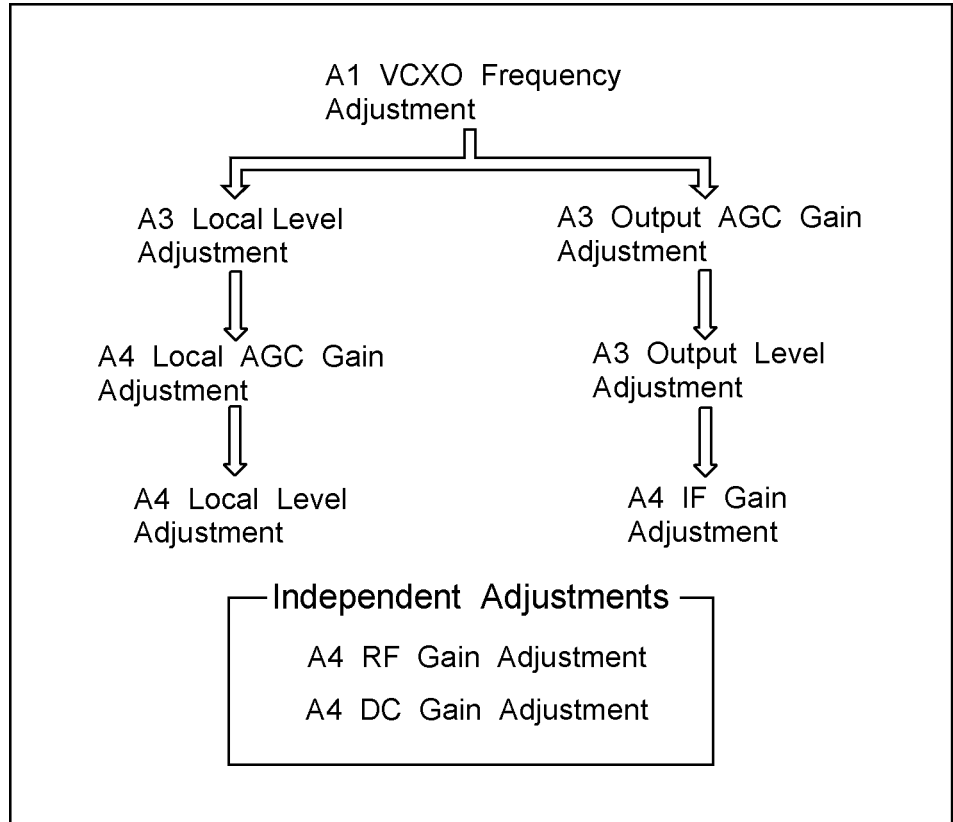 A1 VCXO Frequency
Adjustment
A3 Local Level
Adjustment
A3 Output AGC Gain
Adjustment
A4 Local AGC Gain
Adjustment
A3 Output Level
Adjustment
A4 Local Level
Adjustment
A4 IF Gain
Adjustment
Independent Adjustments
A4 RF Gain Adjustment
A4 DC Gain Adjustment